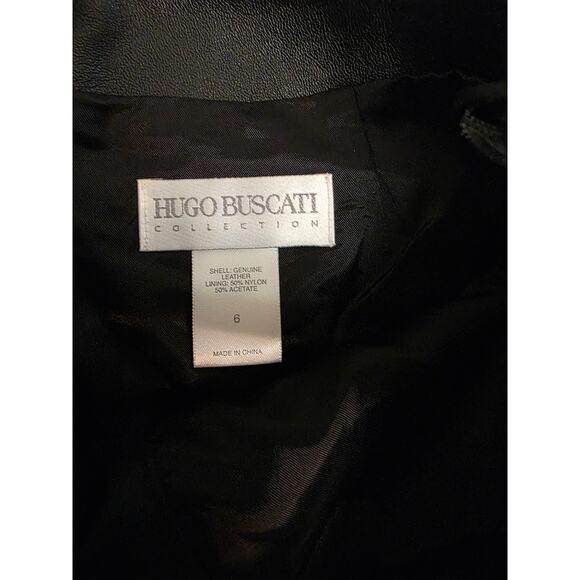 HUGO BUSCATI
COLLECTION
SHELL: GENUINE
LEATHER
LINING: 50% NYLON
50% ACETATE
6
MADE IN CHINA